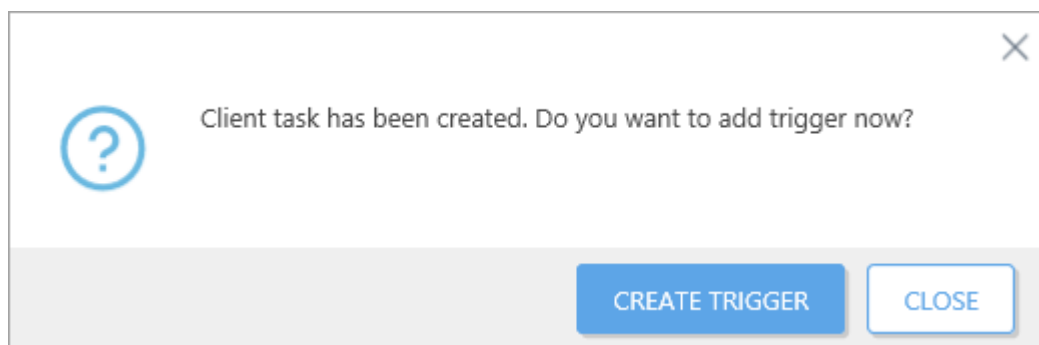 Client task has been created. Do you want to add trigger now?
CREATE TRIGGER
CLOSE